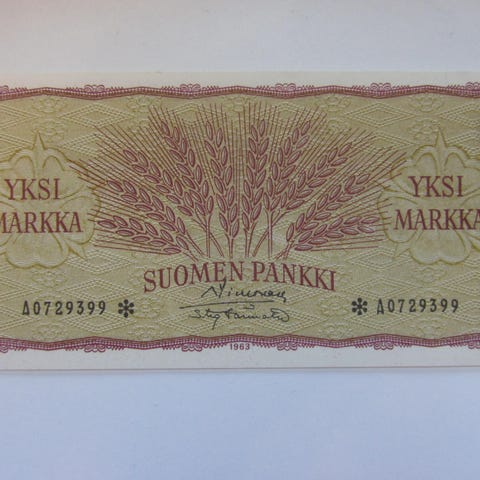 YKSI
MARKKA
YKSI
MARKKA
SUOMEN PANKKI
A0729399 *
* A0729399
1963